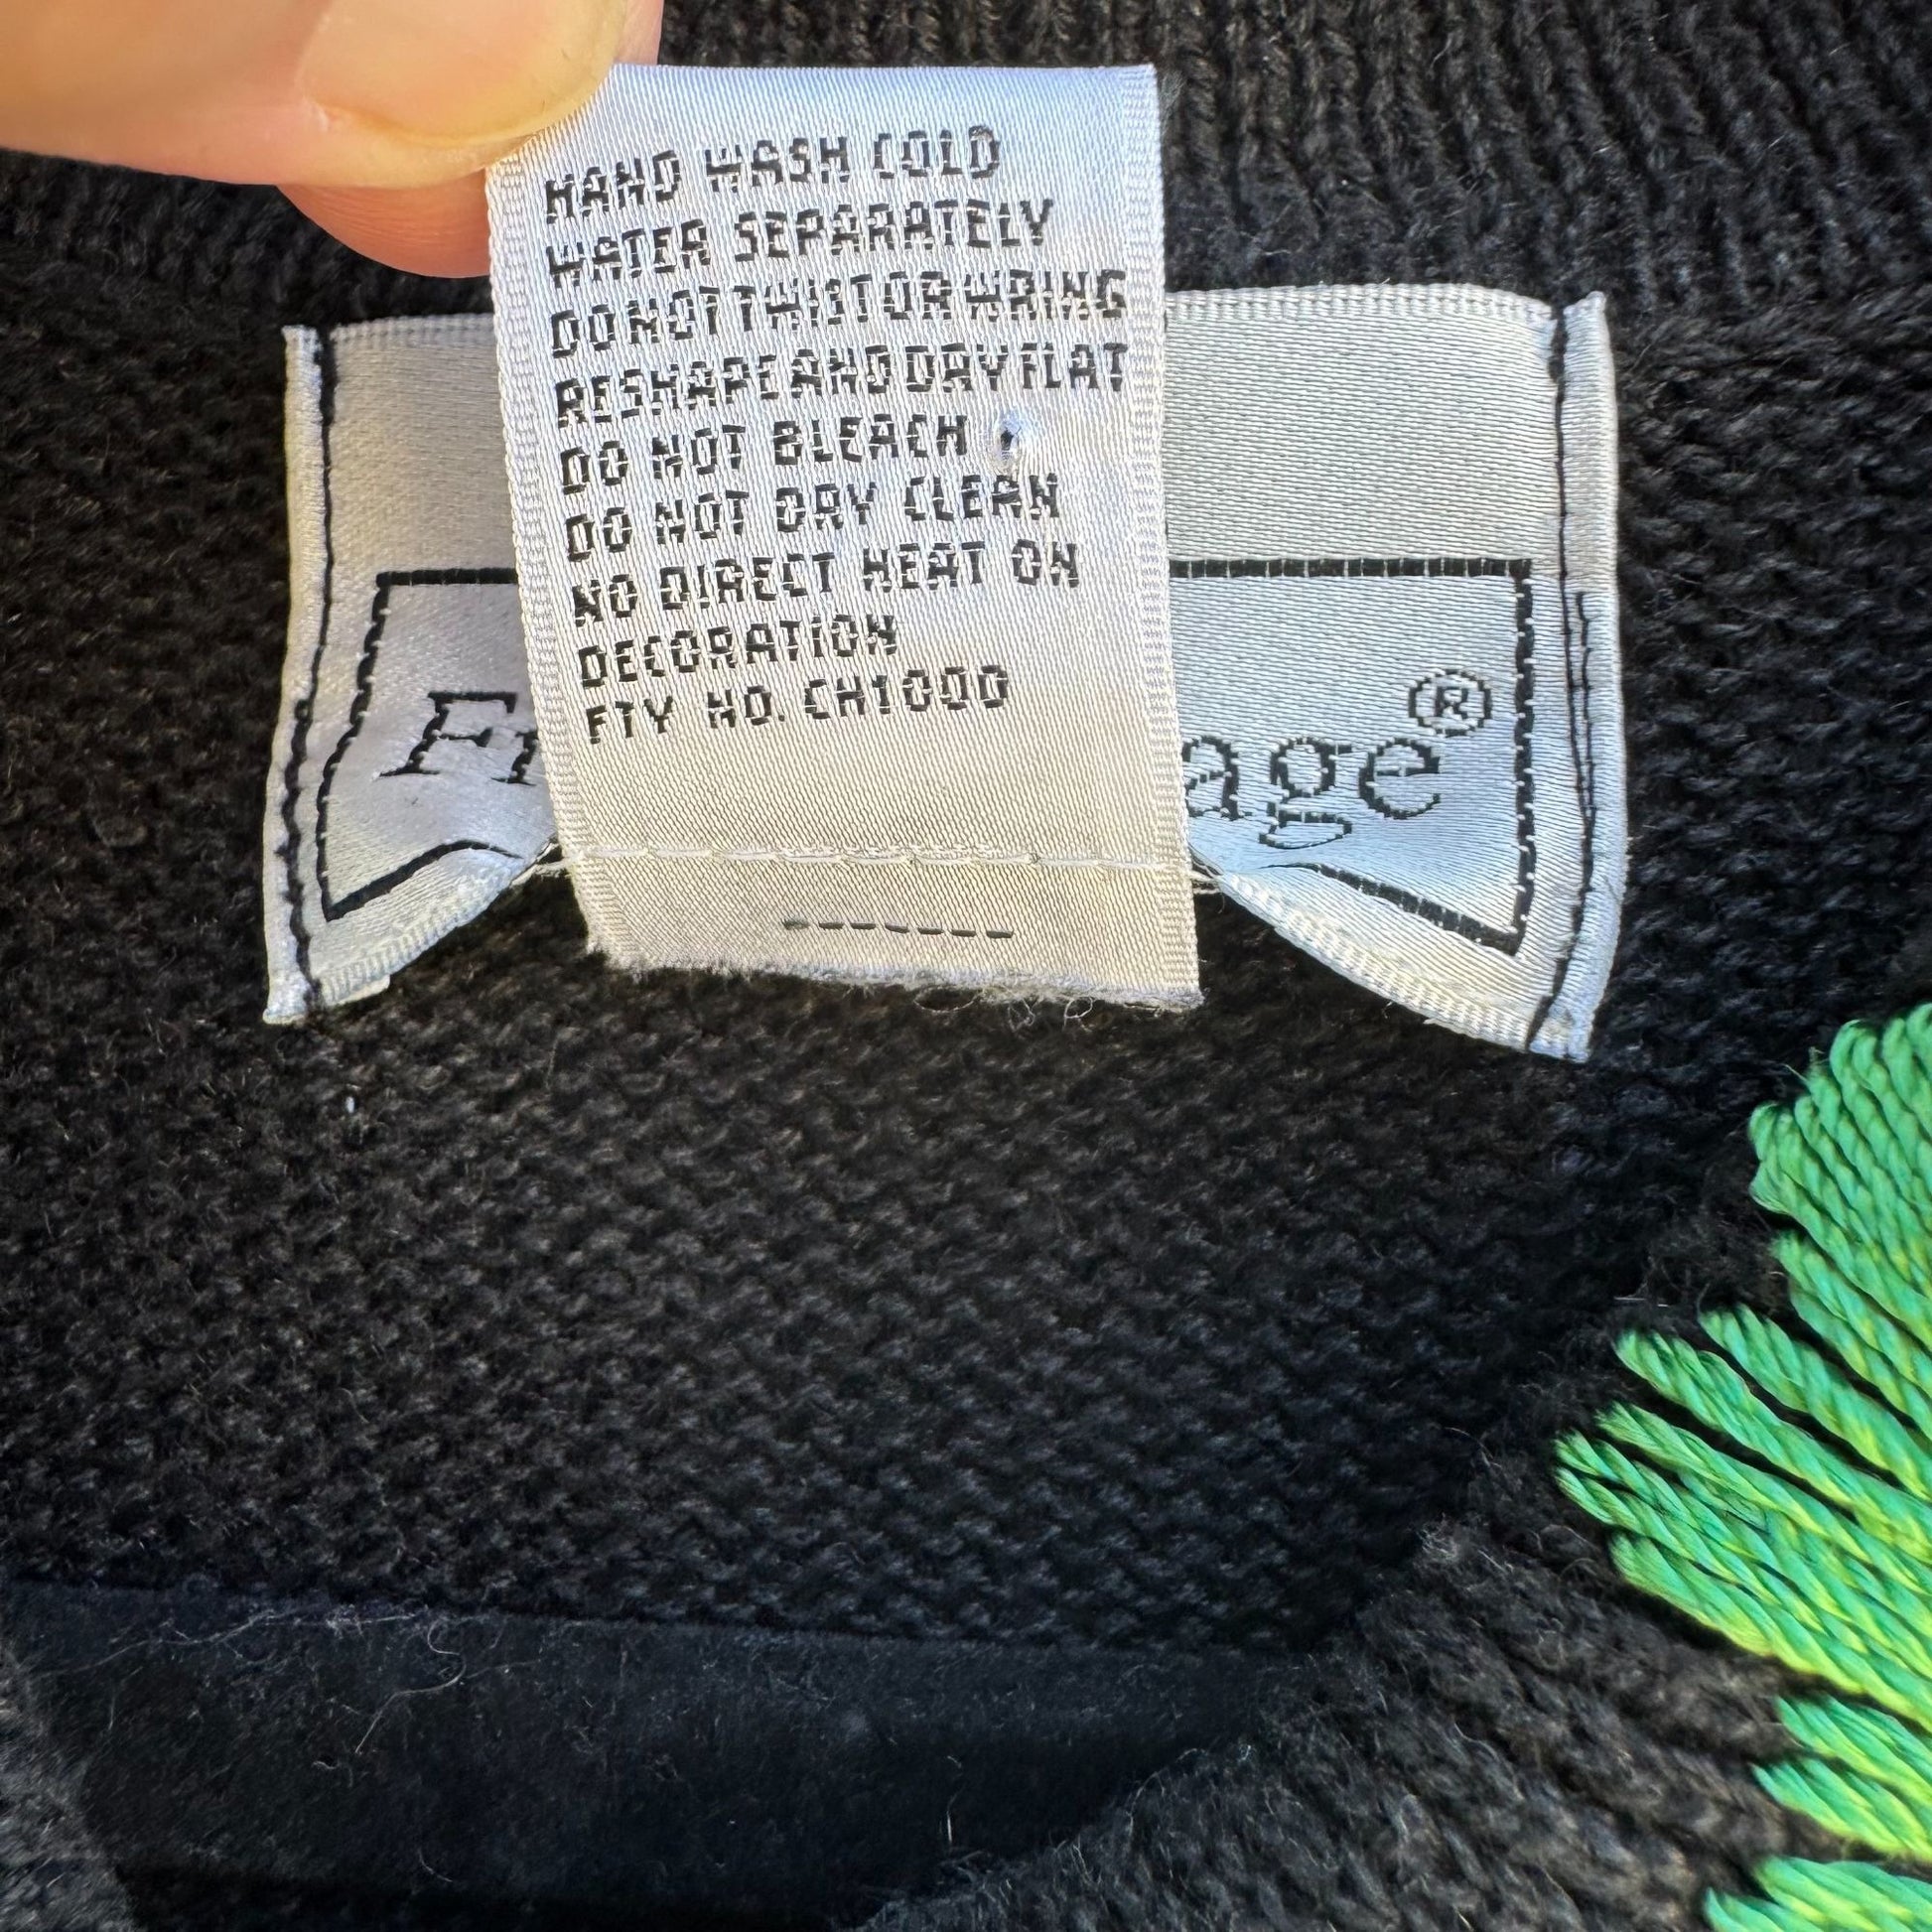 HAND WASH COLD
WATER SEPARATELY
DO NOT TWIST OR WRING
RESHAPE AND DRY FLAT
DO NOT BLEACH
DO NOT DRY CLEAN
NO DIRECT HEAT ON
DECORATION
FTY NO. CH1000
age®